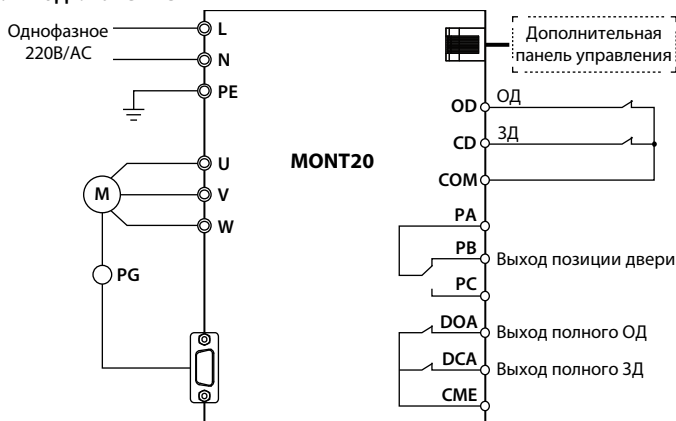 Однофазное
220В/AC
L
N
PE
U
V
W
M
PG
MONT20
Дополнительная
панель управления
OD
ОД
CD
ЗД
COM
PA
PB
Выход позиции двери
PC
DOA
Выход полного ОД
DCA
Выход полного ЗД
CME